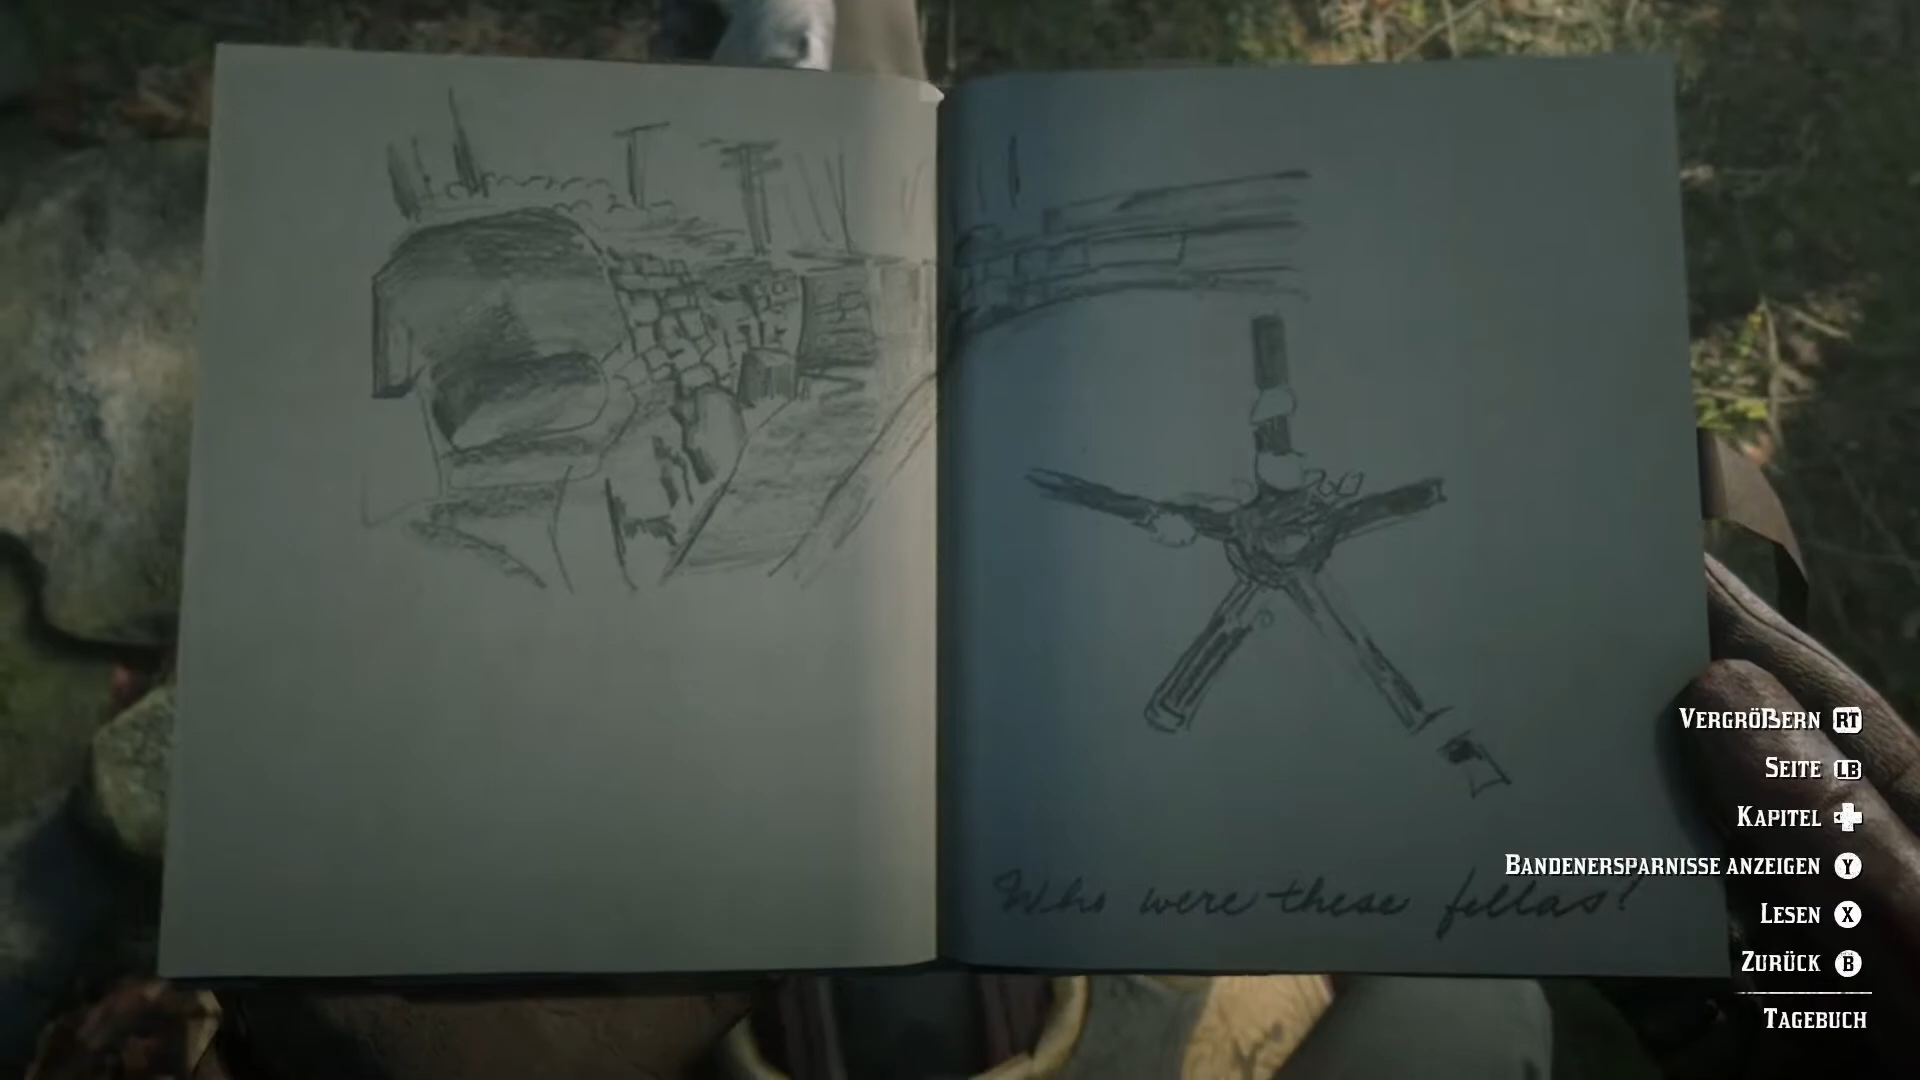 Who were these fellas?
VERGRÖßERN RT
SEITE LB
KAPITEL
BANDENERSPARNISSE ANZEIGEN Y
LESEN X
ZURÜCK B
TAGEBUCH